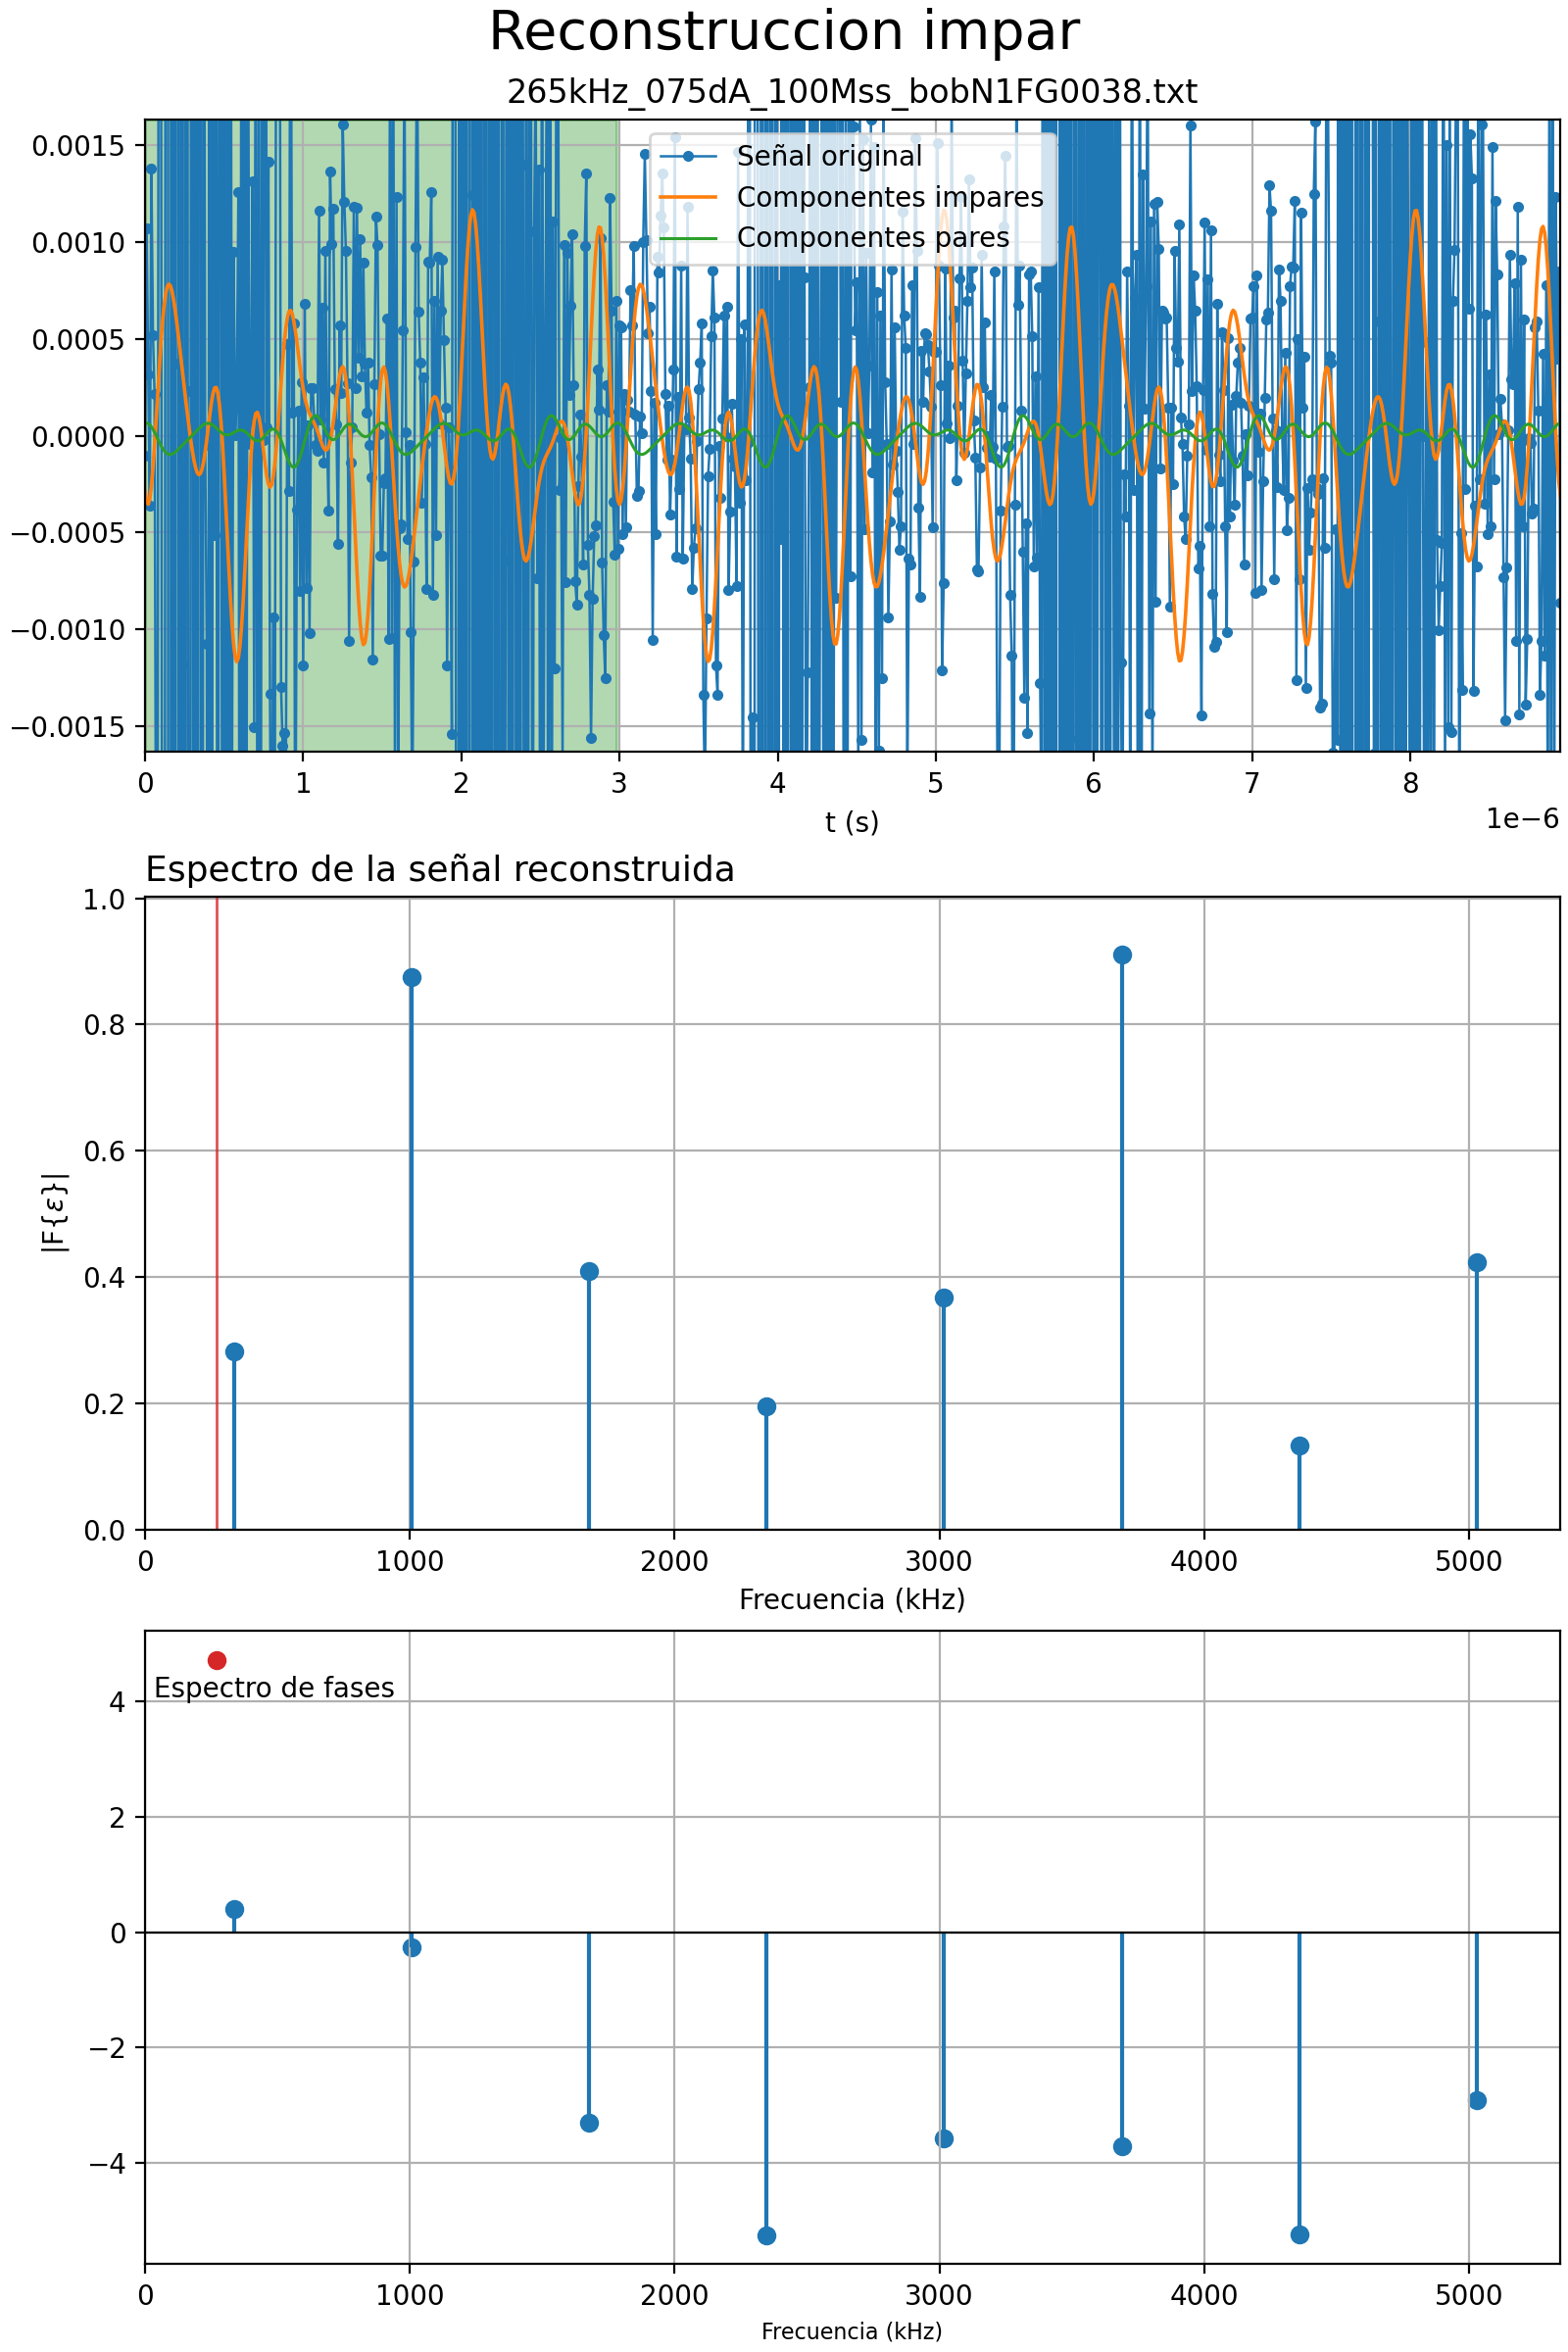 Reconstruccion impar
265kHz_075dA_100Mss_bobN1FG0038.txt
Señal original
Componentes impares
Componentes pares
0.0015
0.0010
0.0005
0.0000
−0.0005
−0.0010
−0.0015
0 1 2 3 4 5 6 7 8
1e−6
t (s)
Espectro de la señal reconstruida
1.0
0.8
0.6
0.4
0.2
0.0
|F{ε}|
0 1000 2000 3000 4000 5000
Frecuencia (kHz)
Espectro de fases
4
2
0
−2
−4
0 1000 2000 3000 4000 5000
Frecuencia (kHz)